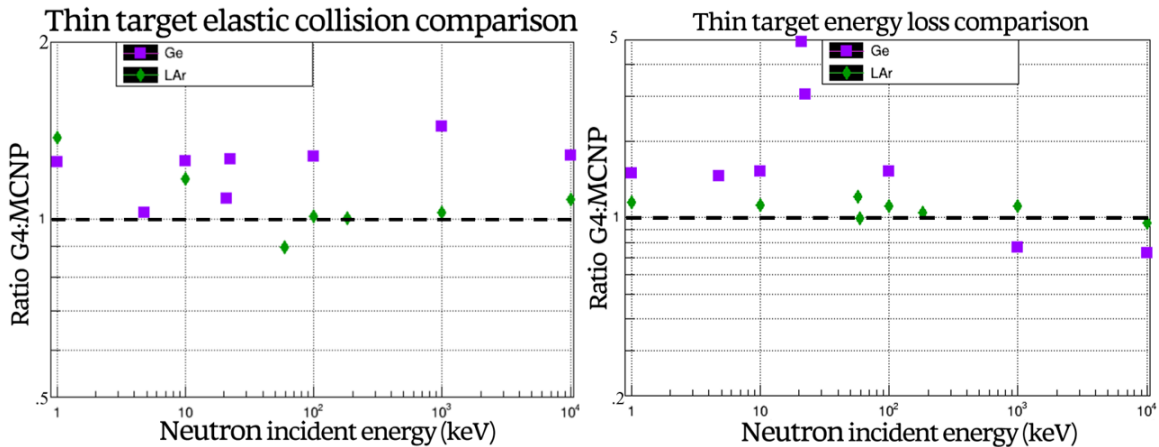 Thin target elastic collision comparison
2
Ge
LAr
1
.5
Ratio G4:MCNP
1 10 10² 10³ 10⁴
Neutron incident energy (keV)
Thin target energy loss comparison
5
Ge
LAr
1
.2
Ratio G4:MCNP
1 10 10² 10³ 10⁴
Neutron incident energy (keV)